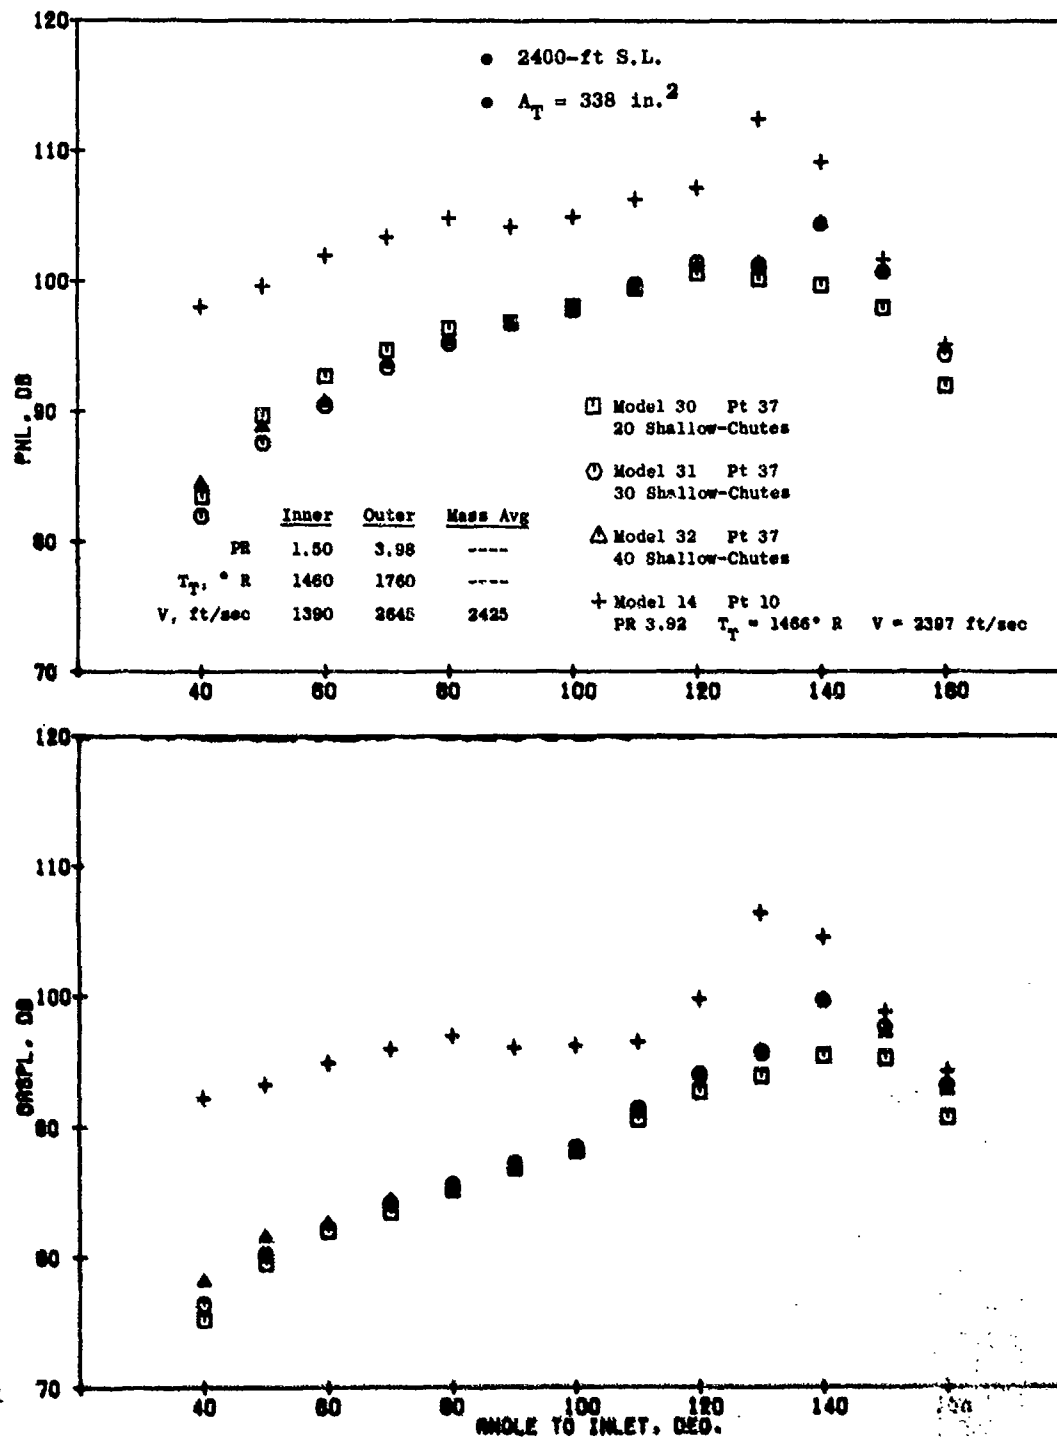 120
● 2400-ft S.L.
● A_T = 338 in.²
110
100
PNL, DB
90
Model 30 Pt 37
20 Shallow-Chutes
Model 31 Pt 37
30 Shallow-Chutes
Inner Outer Mass Avg
80
PR 1.50 3.98 ----
Model 32 Pt 37
40 Shallow-Chutes
T_T, ° R 1460 1760 ----
V, ft/sec 1390 2645 2425
+ Model 14 Pt 10
PR 3.92 T_T = 1466° R V = 2397 ft/sec
70
40 60 80 100 120 140 160
120
110
100
OASPL, DB
90
80
70
40 60 80 100 120 140
ANGLE TO INLET, DEG.